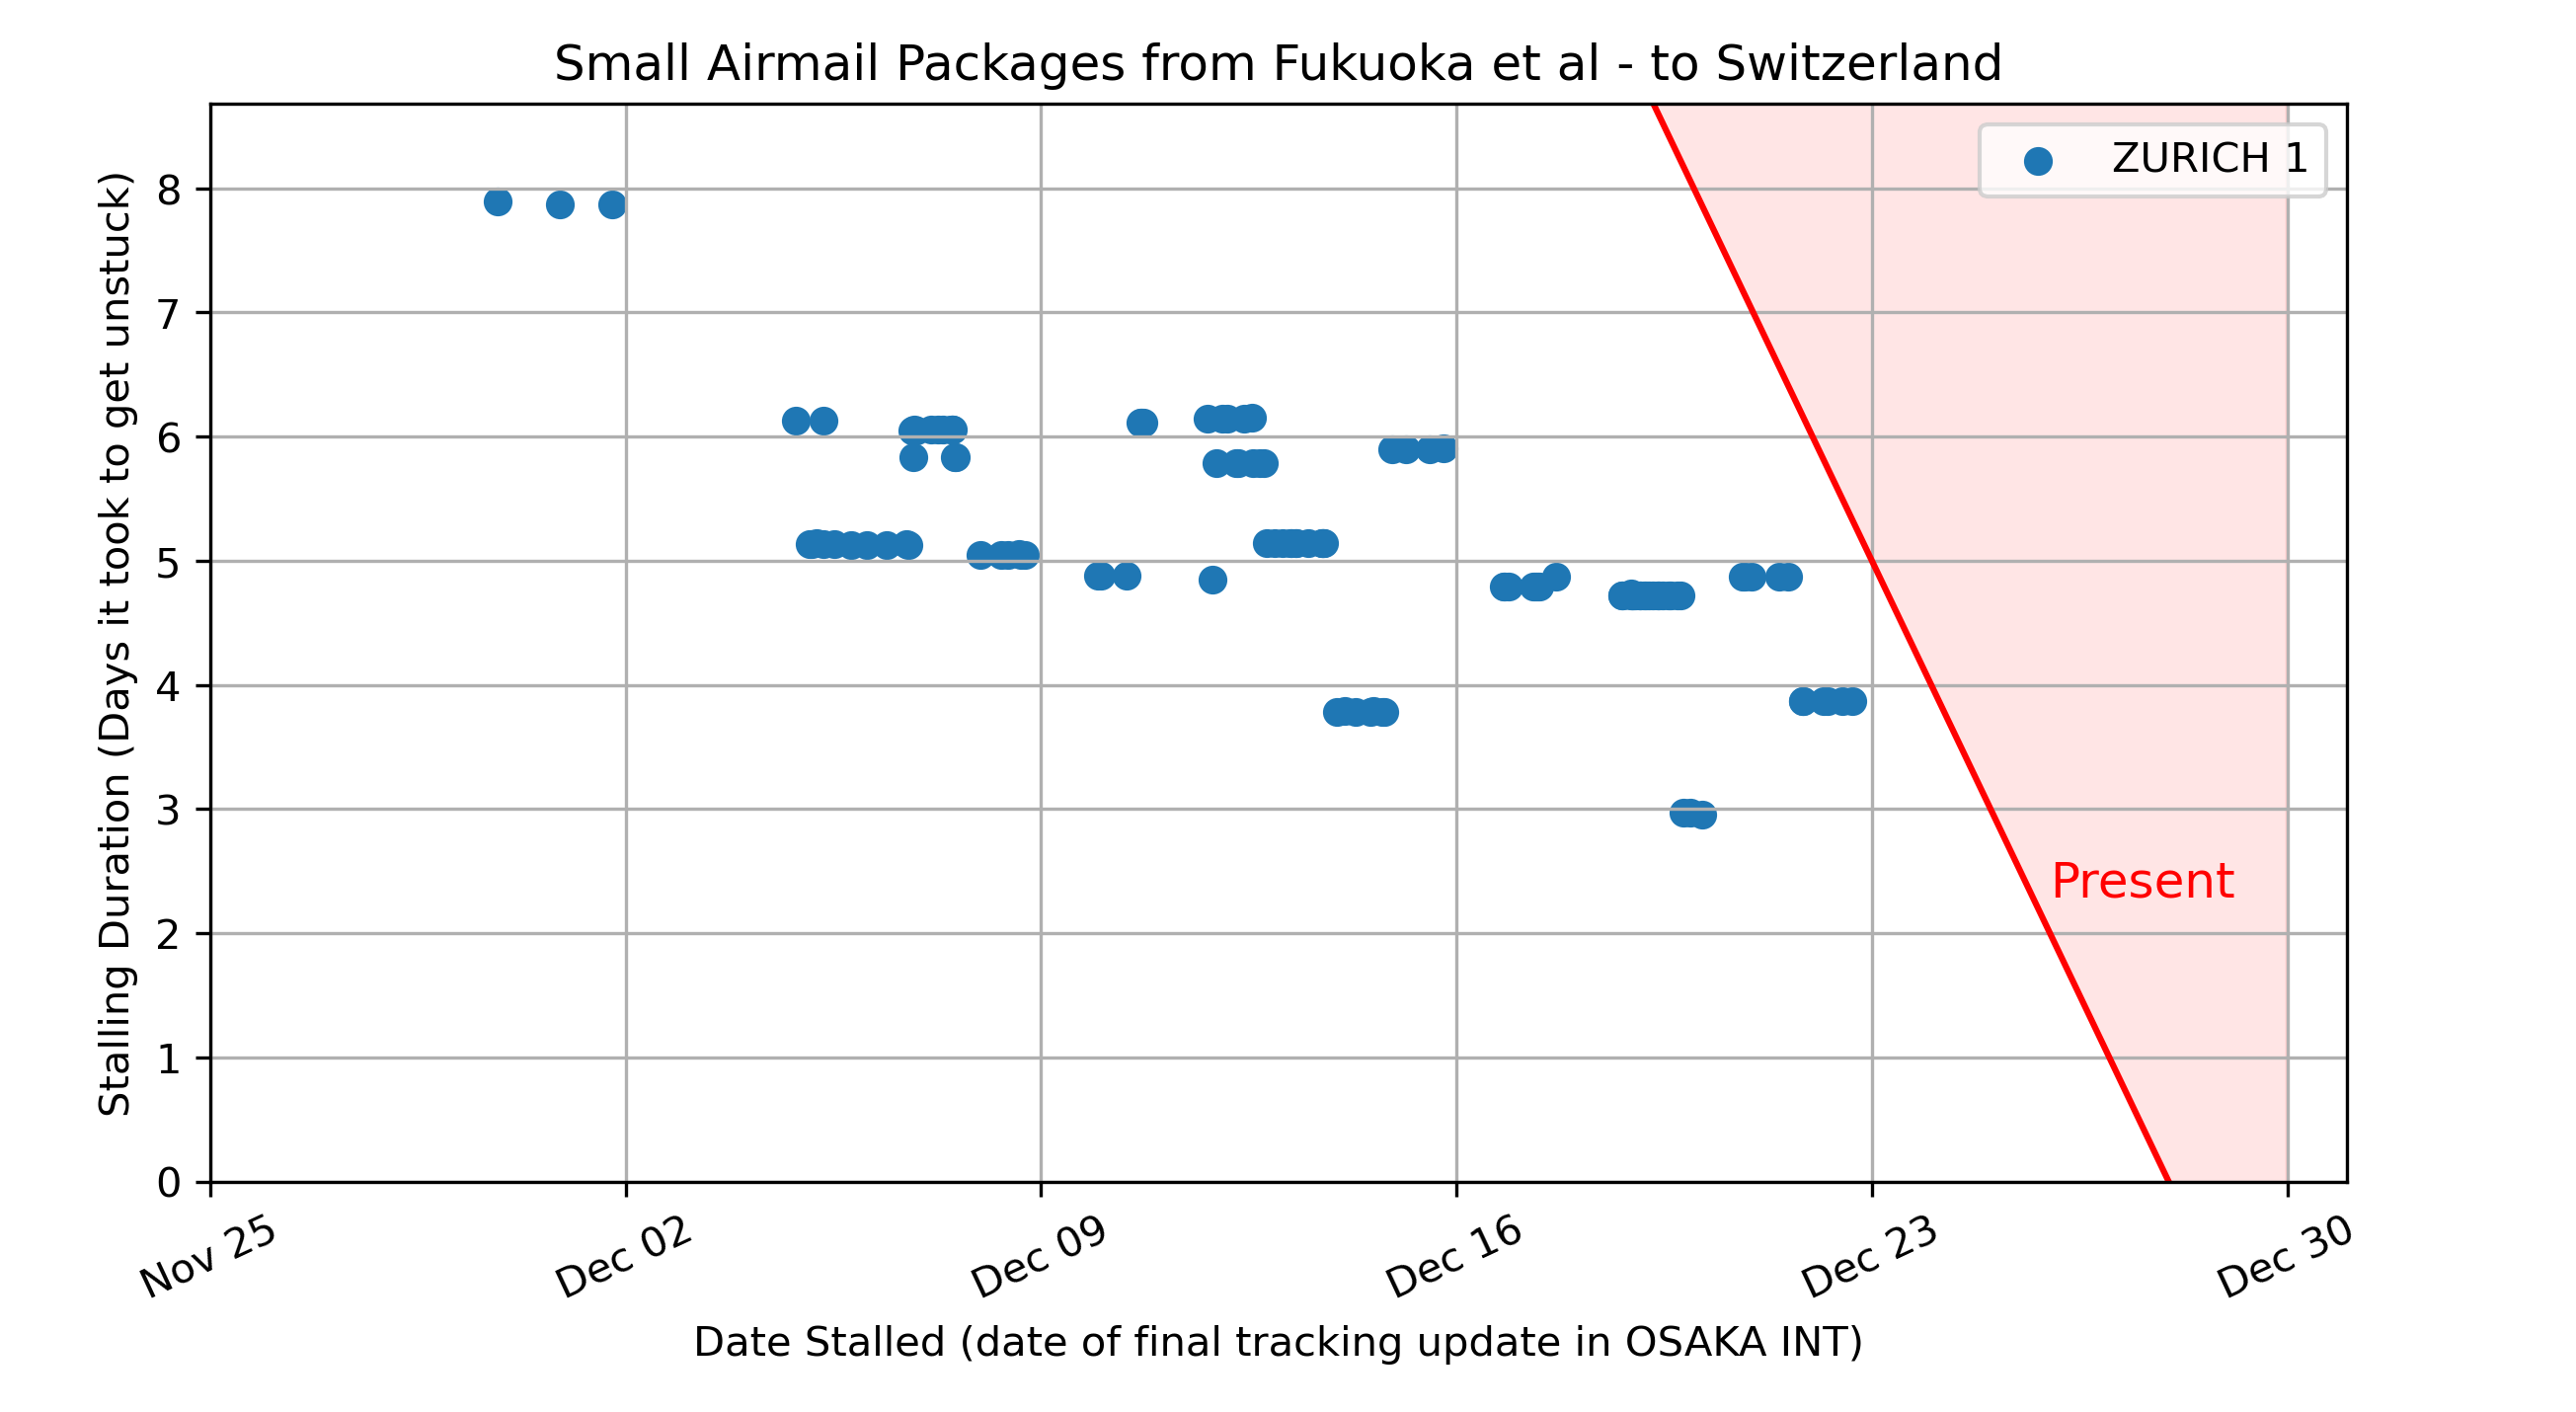 Small Airmail Packages from Fukuoka et al - to Switzerland
ZURICH 1
Stalling Duration (Days it took to get unstuck)
8
7
6
5
4
3
2
1
0
Present
Nov 25
Dec 02
Dec 09
Dec 16
Dec 23
Dec 30
Date Stalled (date of final tracking update in OSAKA INT)